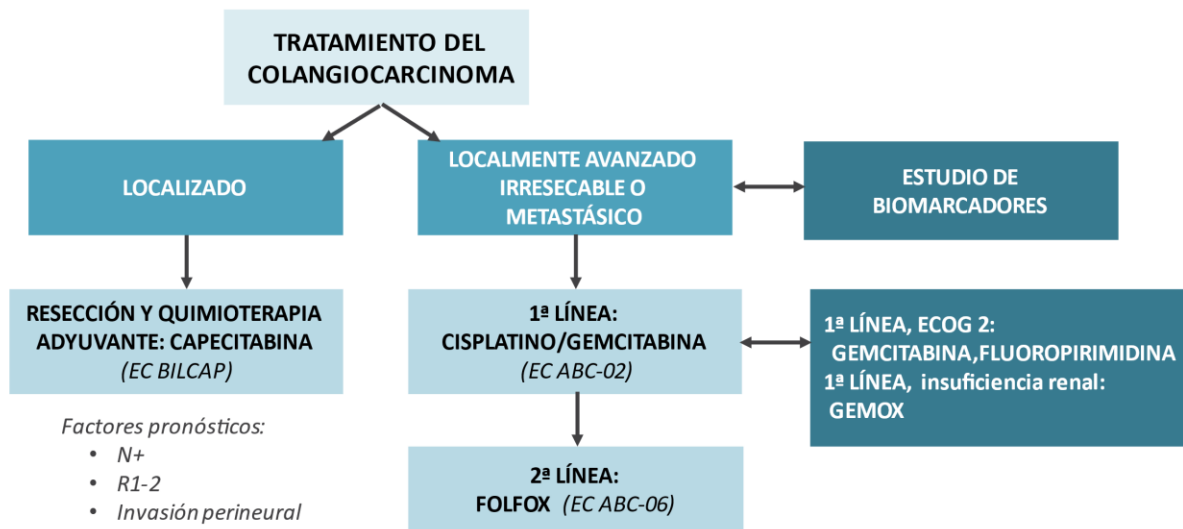 TRATAMIENTO DEL
COLANGIOCARCINOMA
LOCALIZADO
LOCALMENTE AVANZADO
IRRESECABLE O
METASTÁSICO
ESTUDIO DE
BIOMARCADORES
RESECCIÓN Y QUIMIOTERAPIA
ADYUVANTE: CAPECITABINA
(EC BILCAP)
1ª LÍNEA:
CISPLATINO/GEMCITABINA
(EC ABC-02)
1ª LÍNEA, ECOG 2:
GEMCITABINA,FLUOROPIRIMIDINA
1ª LÍNEA, insuficiencia renal:
GEMOX
Factores pronósticos:
• N+
• R1-2
• Invasión perineural
2ª LÍNEA:
FOLFOX (EC ABC-06)